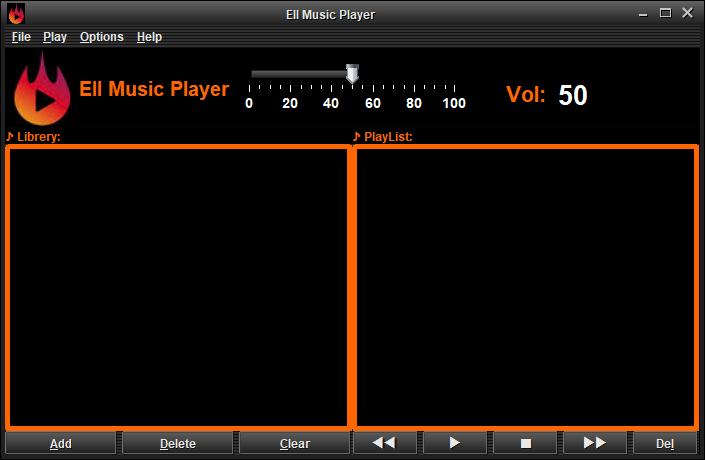 Ell Music Player
File Play Options Help
Ell Music Player
0 20 40 60 80 100
Vol: 50
♪ Librery: ♪ PlayList:
Add Delete Clear Del